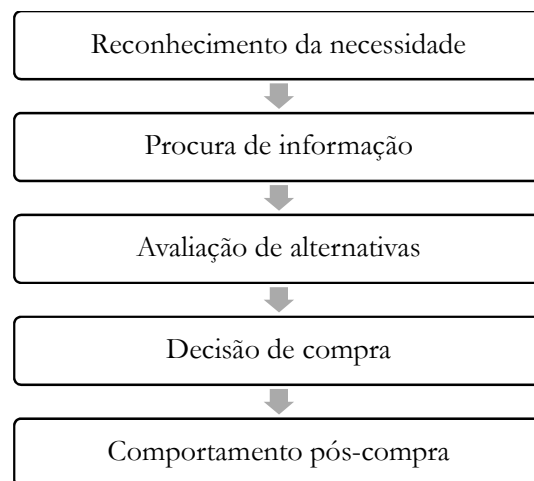 Reconhecimento da necessidade
Procura de informação
Avaliação de alternativas
Decisão de compra
Comportamento pós-compra